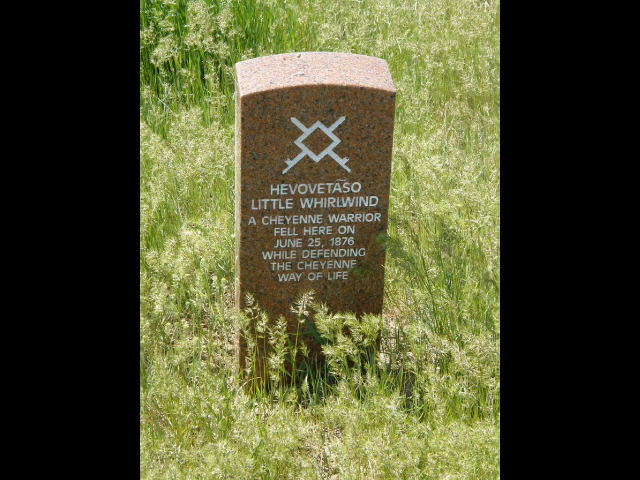 HEVOVETÄSO
LITTLE WHIRLWIND
A CHEYENNE WARRIOR
FELL HERE ON
JUNE 25, 1876
WHILE DEFENDING
THE CHEYENNE
WAY OF LIFE